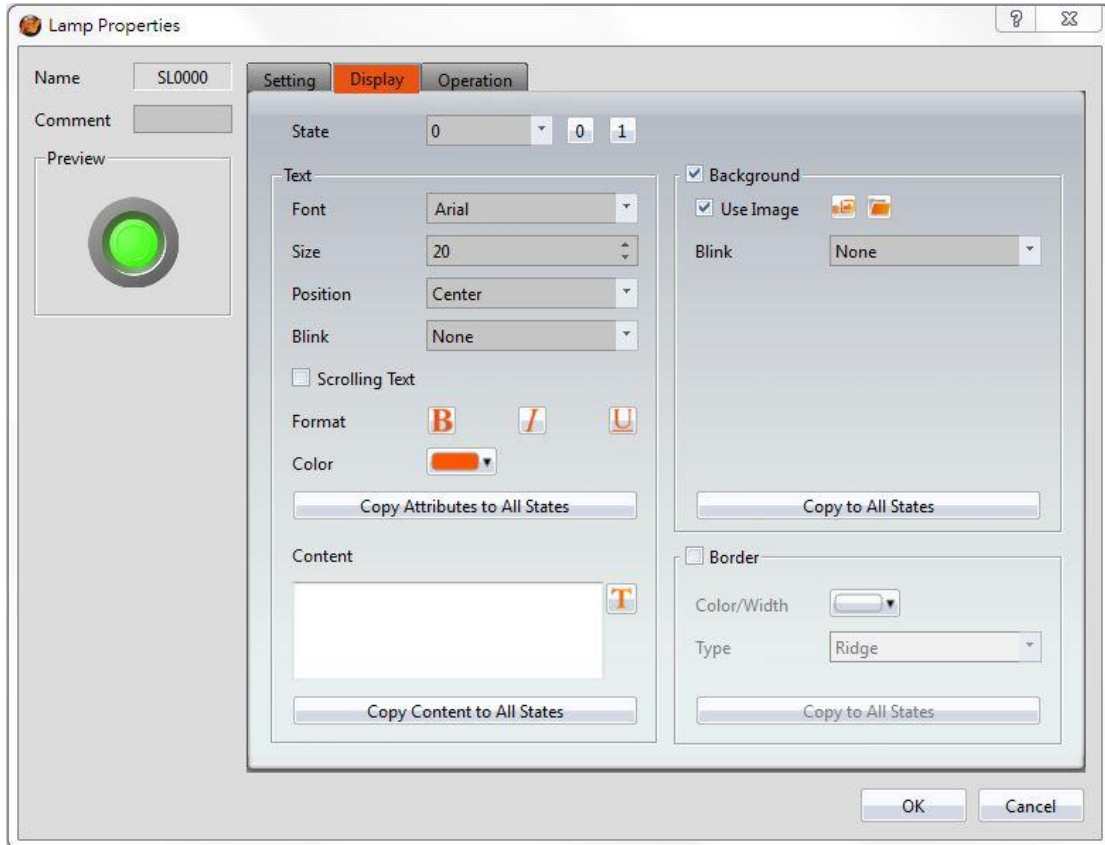 Lamp Properties
Name SL0000
Comment
Preview
Setting Display Operation
State 0 0 1
Text
Font Arial
Size 20
Position Center
Blink None
Scrolling Text
Format B I U
Color
Copy Attributes to All States
Content
T
Copy Content to All States
Background
Use Image
Blink None
Copy to All States
Border
Color/Width
Type Ridge
Copy to All States
OK Cancel